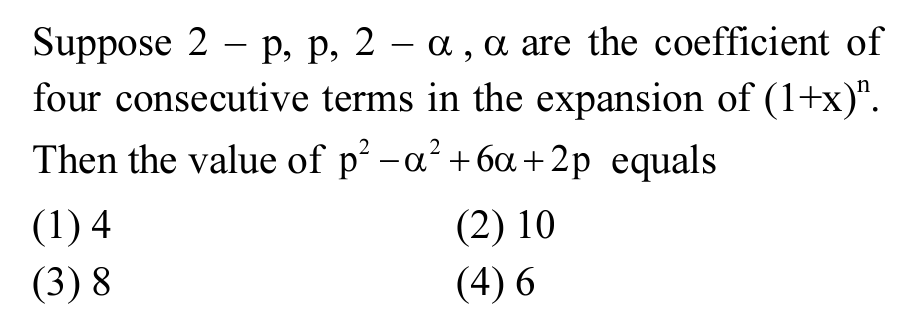 Suppose 2 – p, p, 2 – α , α are the coefficient of
four consecutive terms in the expansion of (1+x)ⁿ.
Then the value of p² – α² + 6α + 2p equals
(1) 4 (2) 10
(3) 8 (4) 6